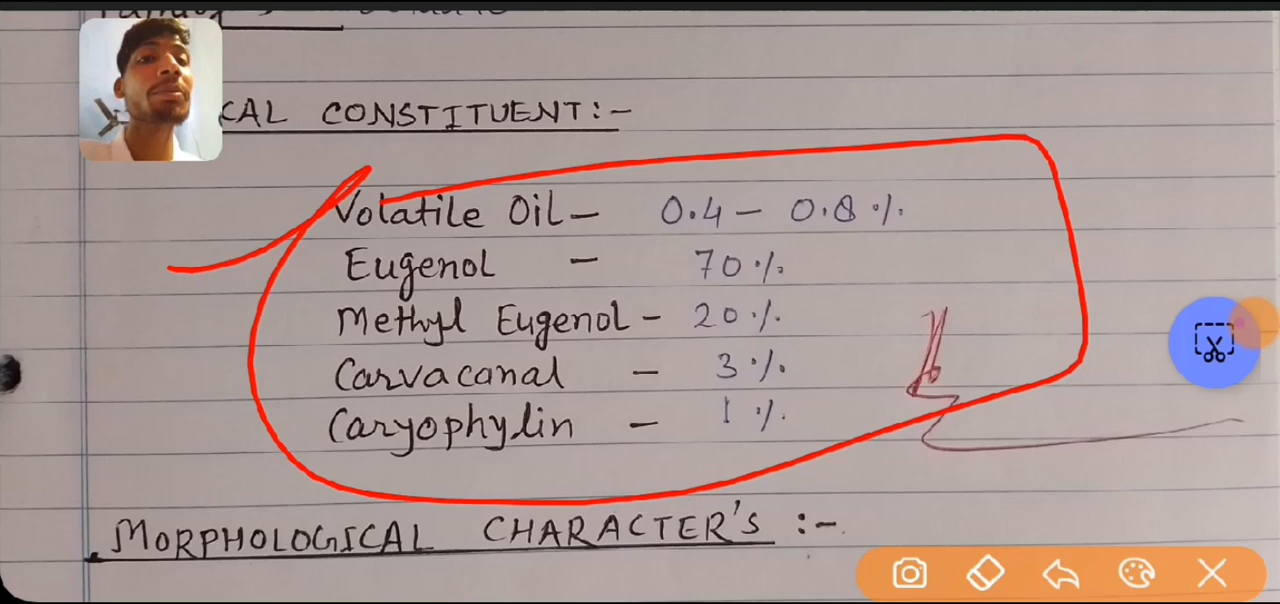 CAL CONSTITUENT:-
Volatile Oil - 0.4 - 0.8 %.
Eugenol - 70 %.
Methyl Eugenol - 20 %.
Carvacanal - 3 %.
Caryophylin - 1 %.
MORPHOLOGICAL CHARACTER'S :-